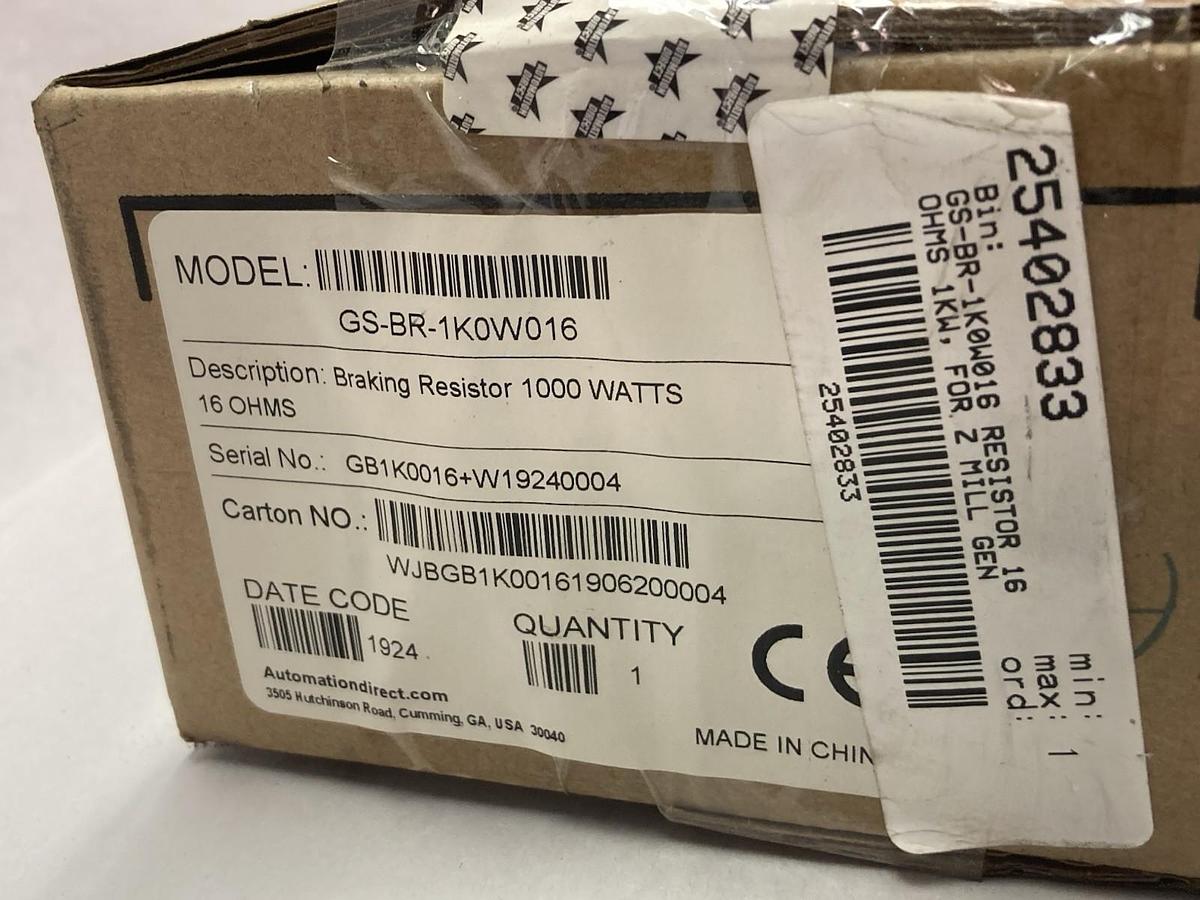 MODEL:
GS-BR-1K0W016
Description: Braking Resistor 1000 WATTS
16 OHMS
Serial No.: GB1K0016+W19240004
Carton NO.:
WJBGB1K00161906200004
DATE CODE
1924
QUANTITY
1
CE
Automationdirect.com
3505 Hutchinson Road, Cumming, GA, USA 30040
MADE IN CHIN
25402833
Bin:
GS-BR-1K0W016 RESISTOR 16
OHMS 1KW, FOR Z MILL GEN
25402833
min:
max: 1
ord: